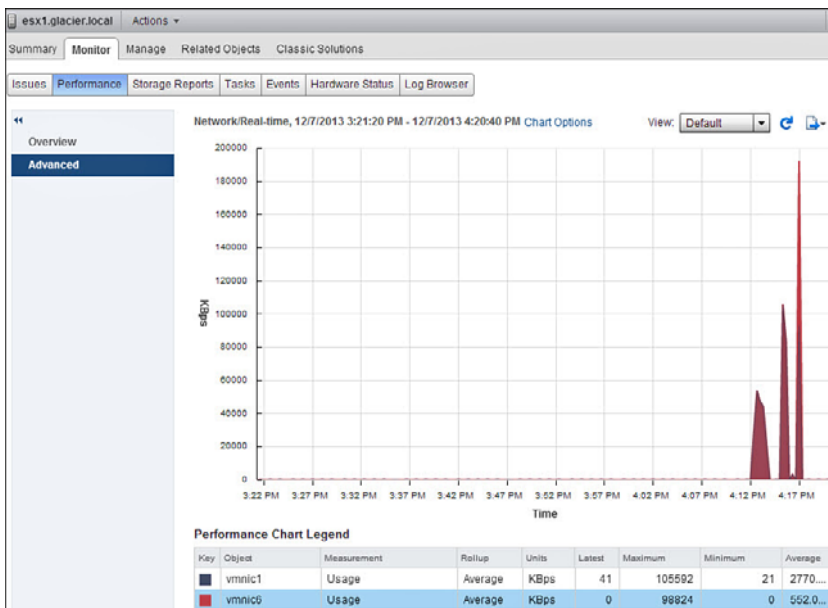 esx1.glacier.local Actions
Summary Monitor Manage Related Objects Classic Solutions
Issues Performance Storage Reports Tasks Events Hardware Status Log Browser
Overview
Advanced
Network/Real-time, 12/7/2013 3:21:20 PM - 12/7/2013 4:20:40 PM Chart Options View: Default
200000
180000
160000
140000
120000
100000
80000
60000
40000
20000
0
KBps
3:22 PM 3:27 PM 3:32 PM 3:37 PM 3:42 PM 3:47 PM 3:52 PM 3:57 PM 4:02 PM 4:07 PM 4:12 PM 4:17 PM
Time
Performance Chart Legend
Key Object Measurement Rollup Units Latest Maximum Minimum Average
vmnic1 Usage Average KBps 41 105592 21 2770....
vmnic6 Usage Average KBps 0 98824 0 552.0...